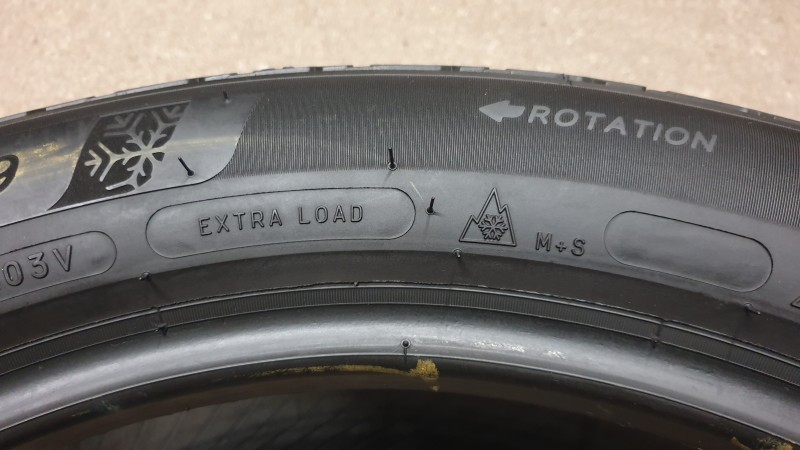 ROTATION
EXTRA LOAD
M+S
03V